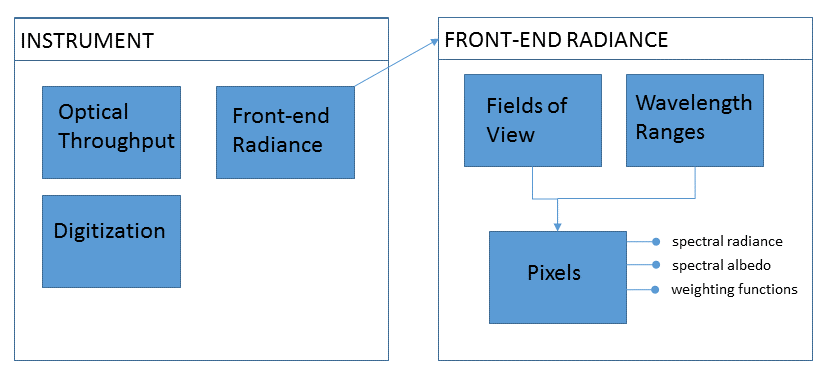 INSTRUMENT
Optical
Throughput
Front-end
Radiance
Digitization
FRONT-END RADIANCE
Fields of
View
Wavelength
Ranges
Pixels
spectral radiance
spectral albedo
weighting functions